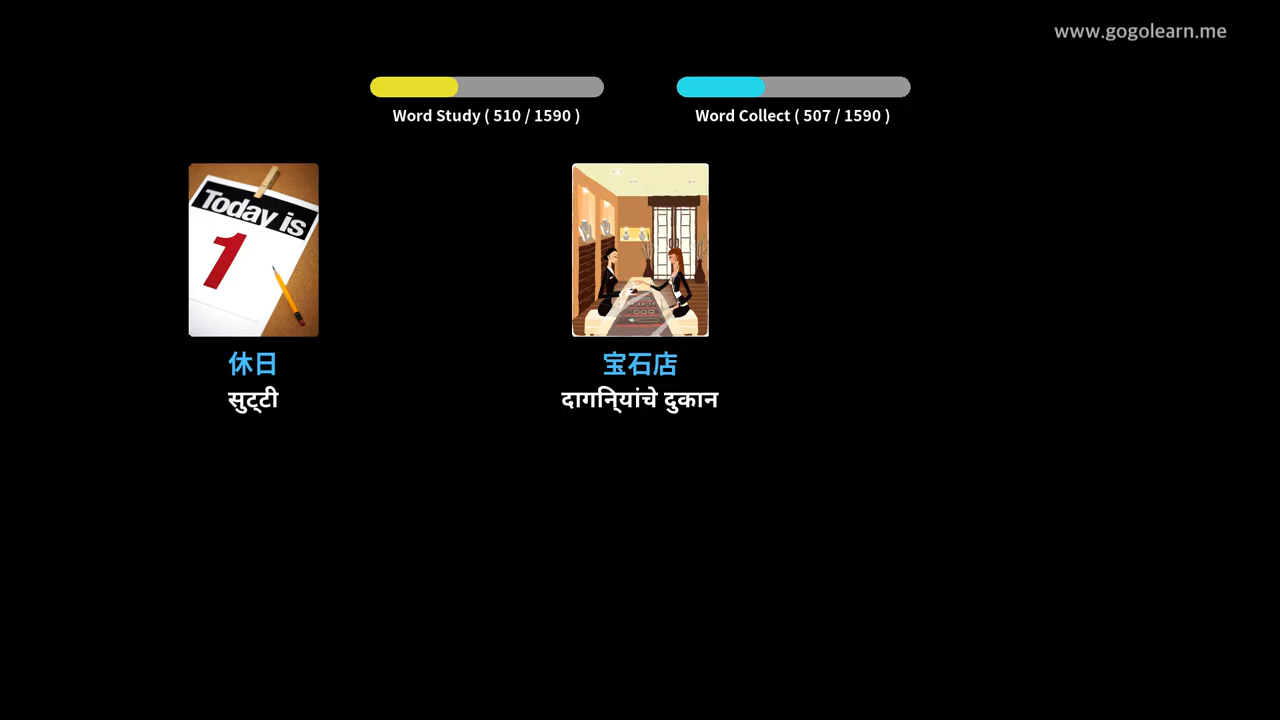 www.gogolearn.me
Word Study ( 510 / 1590 )
Word Collect ( 507 / 1590 )
Today is
1
休日
宝石店
सुट्टी
दागिन्यांचे दुकान